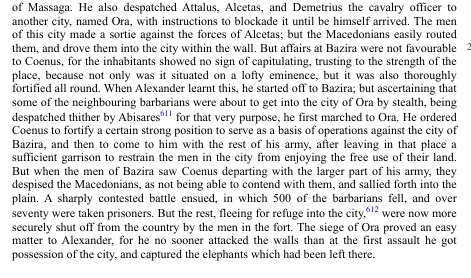 of Massaga. He also despatched Attalus, Alcetas, and Demetrius the cavalry officer to
another city, named Ora, with instructions to blockade it until he himself arrived. The men
of this city made a sortie against the forces of Alcetas; but the Macedonians easily routed
them, and drove them into the city within the wall. But affairs at Bazira were not favourable
2
to Coenus, for the inhabitants showed no sign of capitulating, trusting to the strength of the
place, because not only was it situated on a lofty eminence, but it was also thoroughly
fortified all round. When Alexander learnt this, he started off to Bazira; but ascertaining that
some of the neighbouring barbarians were about to get into the city of Ora by stealth, being
despatched thither by Abisares611 for that very purpose, he first marched to Ora. He ordered
Coenus to fortify a certain strong position to serve as a basis of operations against the city of
Bazira, and then to come to him with the rest of his army, after leaving in that place a
sufficient garrison to restrain the men in the city from enjoying the free use of their land.
But when the men of Bazira saw Coenus departing with the larger part of his army, they
despised the Macedonians, as not being able to contend with them, and sallied forth into the
plain. A sharply contested battle ensued, in which 500 of the barbarians fell, and over
seventy were taken prisoners. But the rest, fleeing for refuge into the city,612 were now more
securely shut off from the country by the men in the fort. The siege of Ora proved an easy
matter to Alexander, for he no sooner attacked the walls than at the first assault he got
possession of the city, and captured the elephants which had been left there.